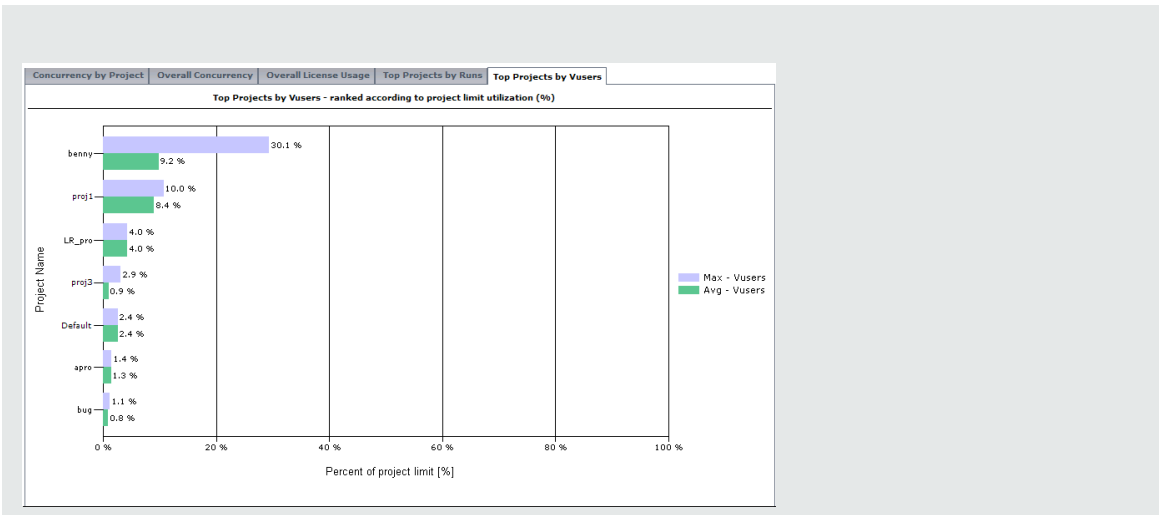 Concurrency by Project Overall Concurrency Overall License Usage Top Projects by Runs Top Projects by Vusers
Top Projects by Vusers - ranked according to project limit utilization (%)
benny
30.1 %
9.2 %
proj1
10.0 %
8.4 %
LR_pro
4.0 %
4.0 %
proj3
2.9 %
0.9 %
Default
2.4 %
2.4 %
apro
1.4 %
1.3 %
bug
1.1 %
0.8 %
Project Name
Max - Vusers
Avg - Vusers
0 % 20 % 40 % 60 % 80 % 100 %
Percent of project limit [%]